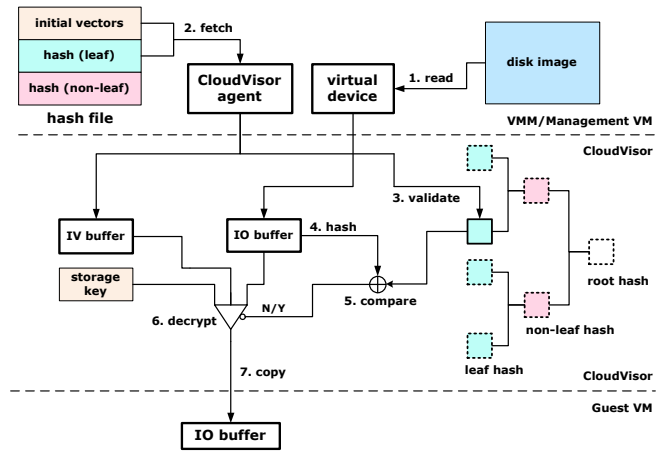 initial vectors
2. fetch
hash (leaf)
hash (non-leaf)
hash file
CloudVisor
agent
virtual
device
1. read
disk image
VMM/Management VM
CloudVisor
3. validate
IV buffer
IO buffer
4. hash
storage
key
N/Y
5. compare
6. decrypt
root hash
non-leaf hash
leaf hash
7. copy
CloudVisor
Guest VM
IO buffer